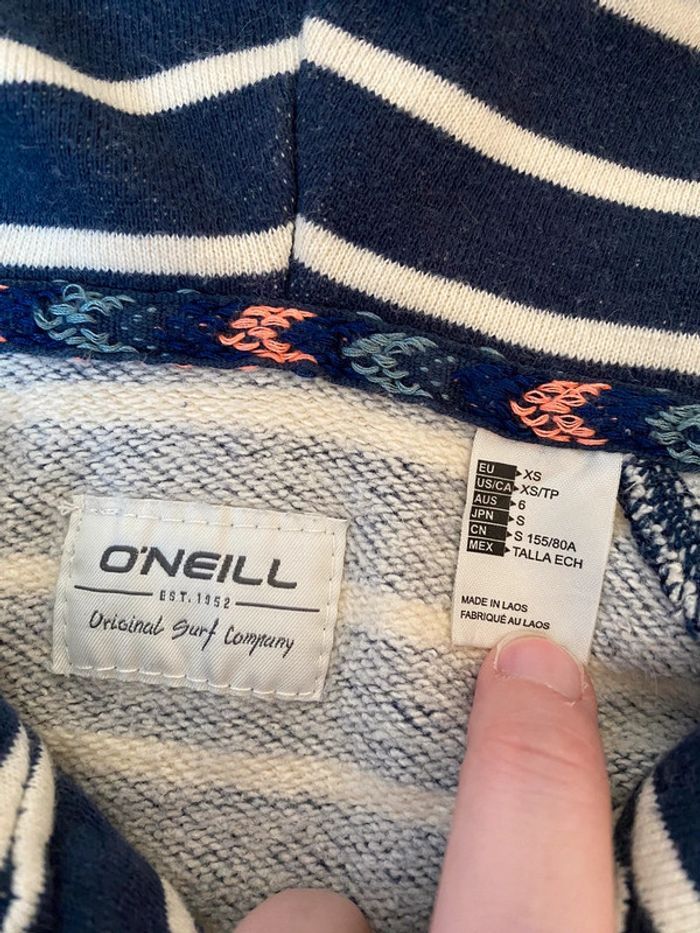 O'NEILL
EST. 1952
Original Surf Company
EU XS
US/CA XS/TP
AUS 6
JPN S
CN S 155/80A
MEX TALLA ECH
MADE IN LAOS
FABRIQUÉ AU LAOS